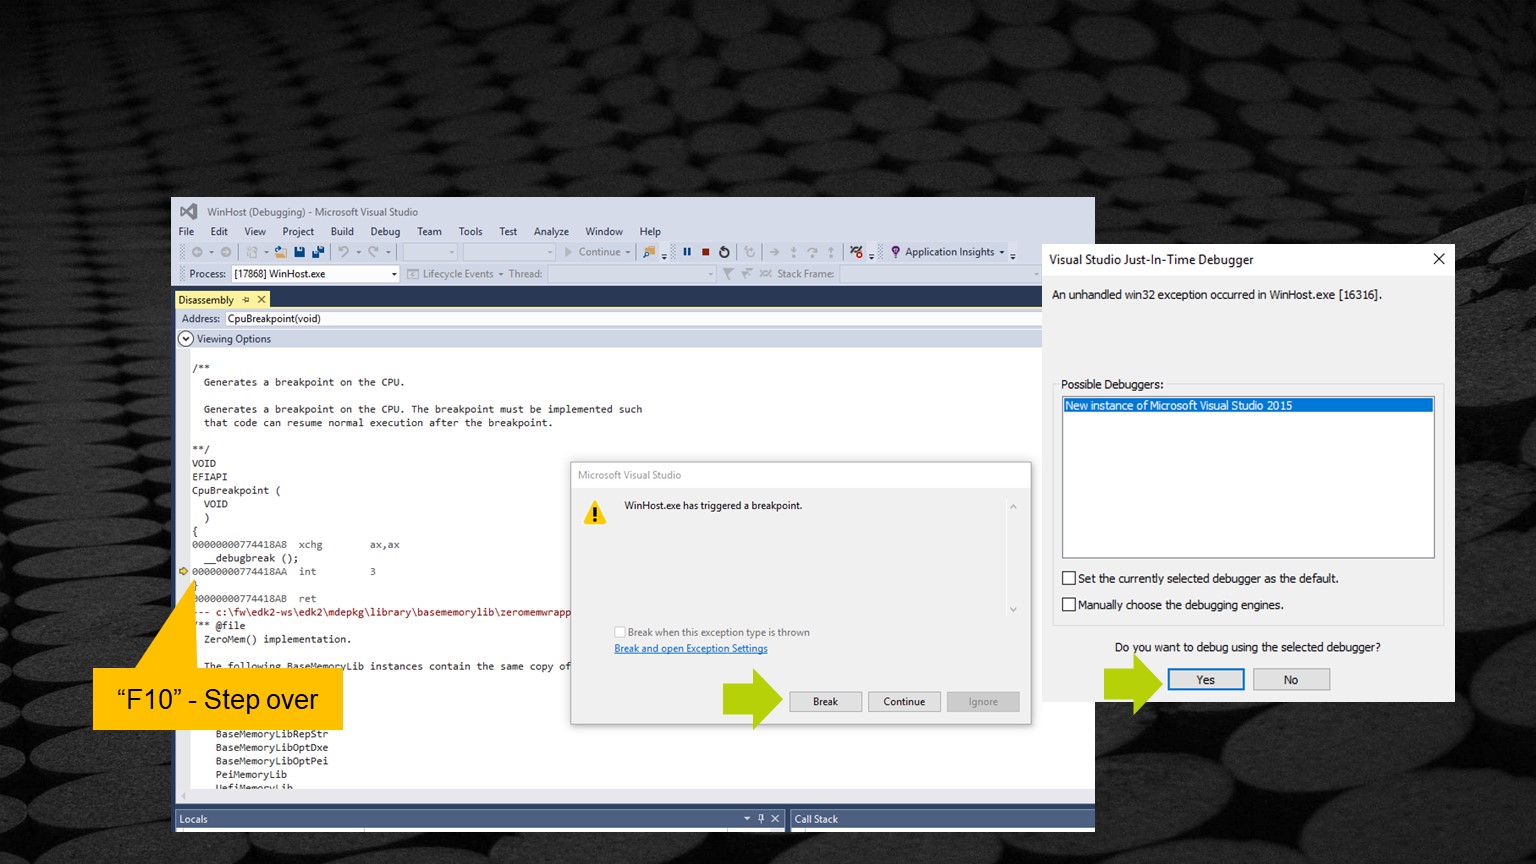 WinHost (Debugging) - Microsoft Visual Studio
File Edit View Project Build Debug Team Tools Test Analyze Window Help
Continue Application Insights
Process: [17868] WinHost.exe Lifecycle Events Thread: Stack Frame:
Disassembly
Address: CpuBreakpoint(void)
Viewing Options
/**
Generates a breakpoint on the CPU.
Generates a breakpoint on the CPU. The breakpoint must be implemented such
that code can resume normal execution after the breakpoint.
**/
VOID
EFIAPI
CpuBreakpoint (
VOID
)
{
00000000774418A8 xchg ax,ax
__debugbreak ();
00000000774418AA int 3
}
00000000774418AB ret
--- c:\fw\edk2-ws\edk2\mdepkg\library\basememorylib\zeromemwrapp
/** @file
ZeroMem() implementation.
The following BaseMemoryLib instances contain the same copy of
BaseMemoryLibRepStr
BaseMemoryLibOptDxe
BaseMemoryLibOptPei
PeiMemoryLib
UefiMemoryLib
Locals
Call Stack
“F10” - Step over
Microsoft Visual Studio
WinHost.exe has triggered a breakpoint.
Break when this exception type is thrown
Break and open Exception Settings
Break Continue Ignore
Visual Studio Just-In-Time Debugger
An unhandled win32 exception occurred in WinHost.exe [16316].
Possible Debuggers:
New instance of Microsoft Visual Studio 2015
Set the currently selected debugger as the default.
Manually choose the debugging engines.
Do you want to debug using the selected debugger?
Yes No